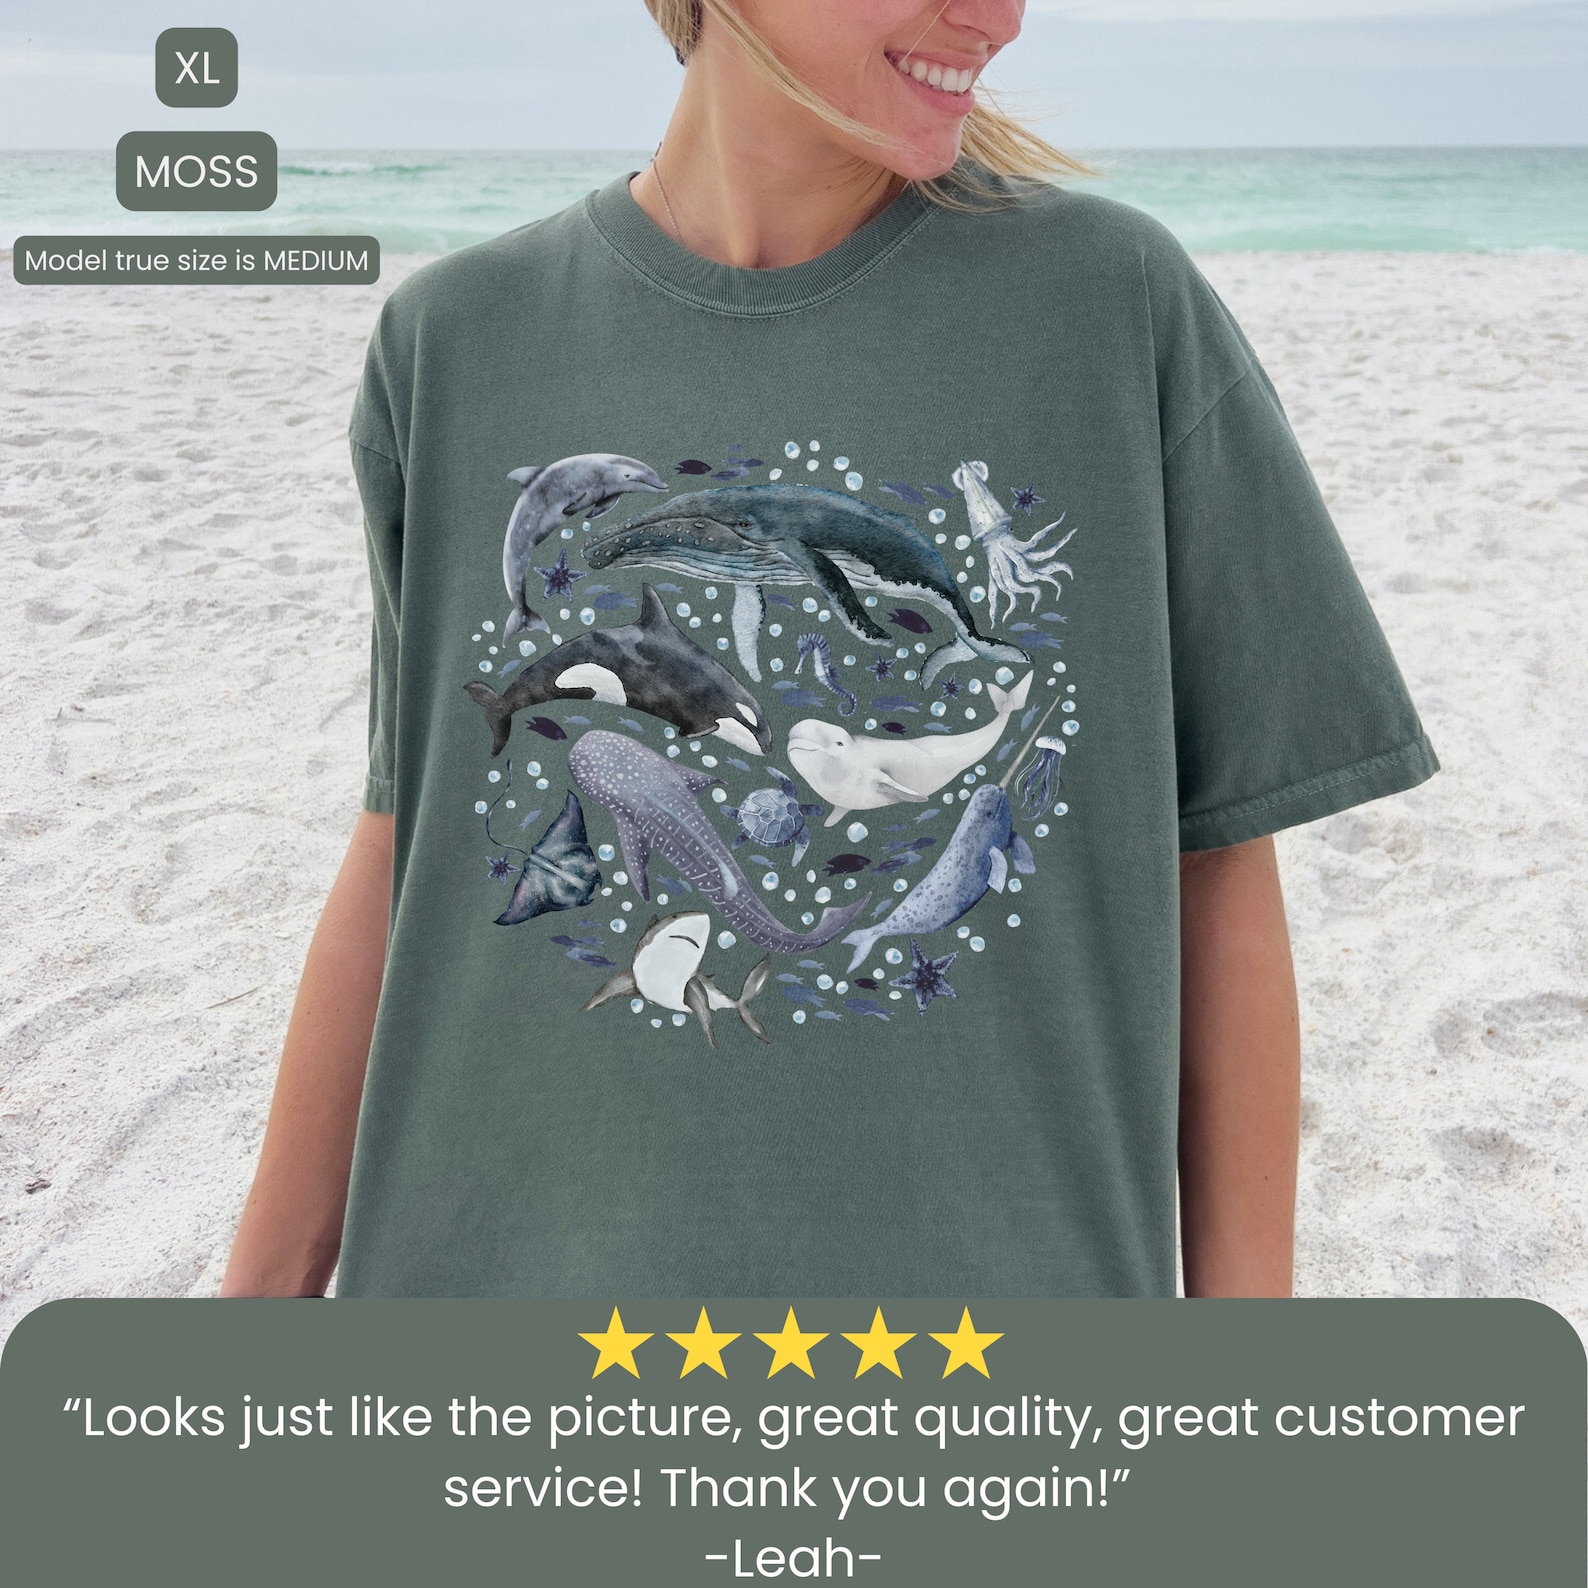 XL
MOSS
Model true size is MEDIUM
“Looks just like the picture, great quality, great customer
service! Thank you again!”
-Leah-